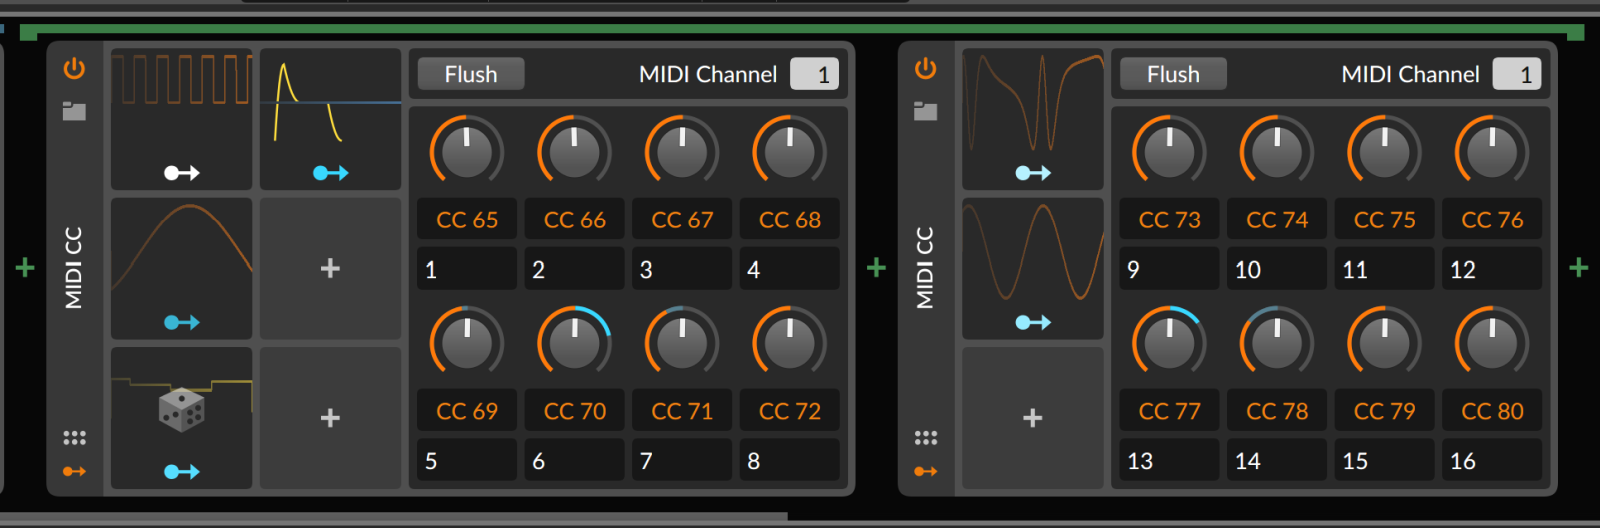 MIDI CC
Flush MIDI Channel 1
CC 65 CC 66 CC 67 CC 68
1 2 3 4
CC 69 CC 70 CC 71 CC 72
5 6 7 8
MIDI CC
Flush MIDI Channel 1
CC 73 CC 74 CC 75 CC 76
9 10 11 12
CC 77 CC 78 CC 79 CC 80
13 14 15 16